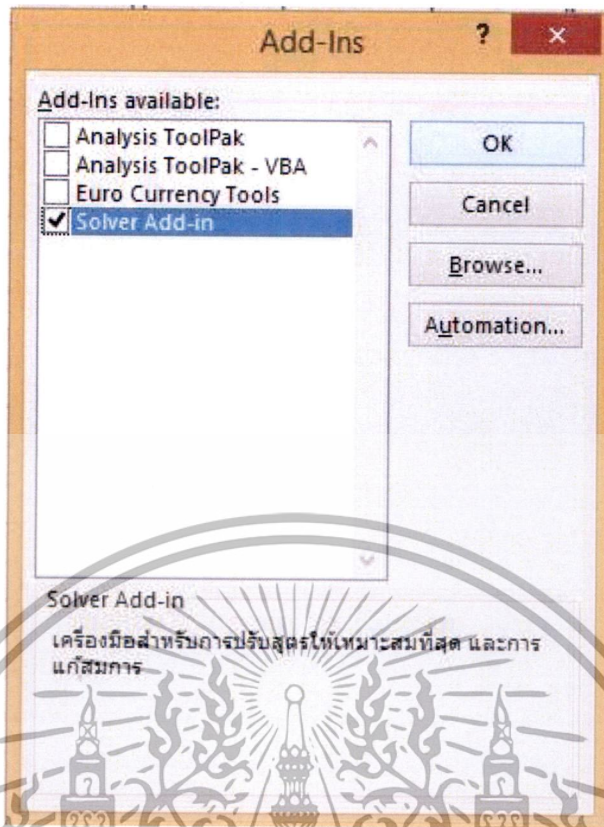 Add-Ins
?
Add-Ins available:
Analysis ToolPak
Analysis ToolPak - VBA
Euro Currency Tools
Solver Add-in
OK
Cancel
Browse...
Automation...
Solver Add-in
เครื่องมือสำหรับการปรับสูตรให้เหมาะสมที่สุด และการ
แก้สมการ